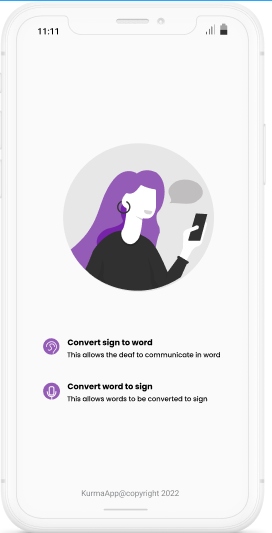 11:11
Convert sign to word
This allows the deaf to communicate in word
Convert word to sign
This allows words to be converted to sign
KurmaApp@copyright 2022